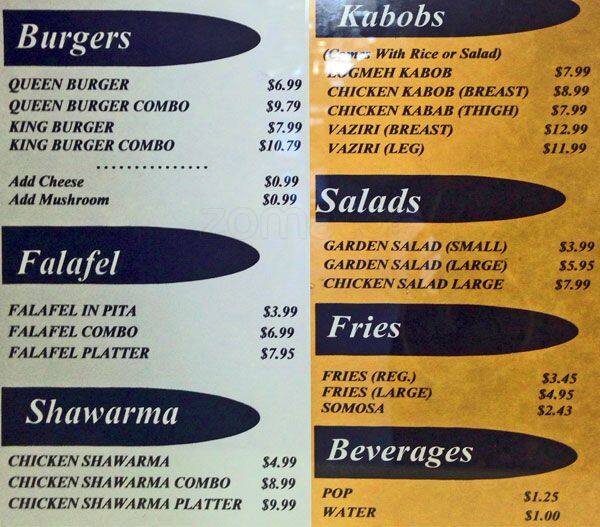 Burgers
QUEEN BURGER $6.99
QUEEN BURGER COMBO $9.79
KING BURGER $7.99
KING BURGER COMBO $10.79
..............
Add Cheese $0.99
Add Mushroom $0.99
Falafel
FALAFEL IN PITA $3.99
FALAFEL COMBO $6.99
FALAFEL PLATTER $7.95
Shawarma
CHICKEN SHAWARMA $4.99
CHICKEN SHAWARMA COMBO $8.99
CHICKEN SHAWARMA PLATTER $9.99
Kabobs
(Comes With Rice or Salad)
LOGMEH KABOB $7.99
CHICKEN KABOB (BREAST) $8.99
CHICKEN KABAB (THIGH) $7.99
VAZIRI (BREAST) $12.99
VAZIRI (LEG) $11.99
Salads
GARDEN SALAD (SMALL) $3.99
GARDEN SALAD (LARGE) $5.95
CHICKEN SALAD LARGE $7.99
Fries
FRIES (REG.) $3.45
FRIES (LARGE) $4.95
SOMOSA $2.43
Beverages
POP $1.25
WATER $1.00